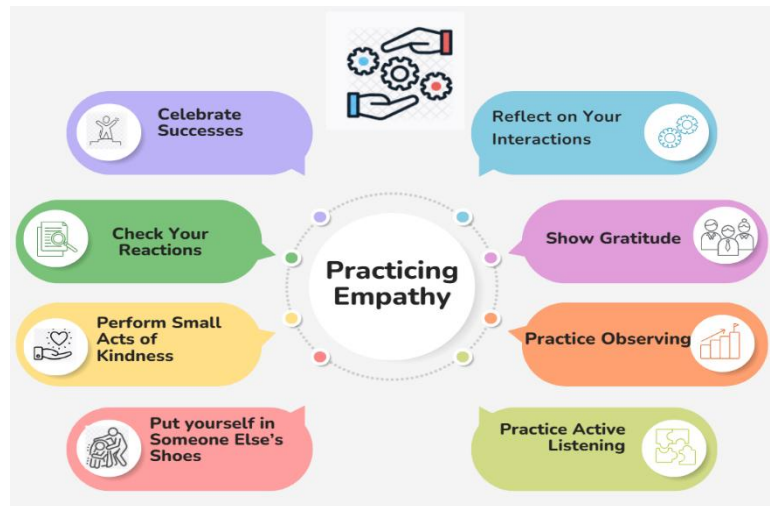 Celebrate
Successes
Reflect on Your
Interactions
Check Your
Reactions
Show Gratitude
Practicing
Empathy
Perform Small
Acts of
Kindness
Practice Observing
Put yourself in
Someone Else's
Shoes
Practice Active
Listening